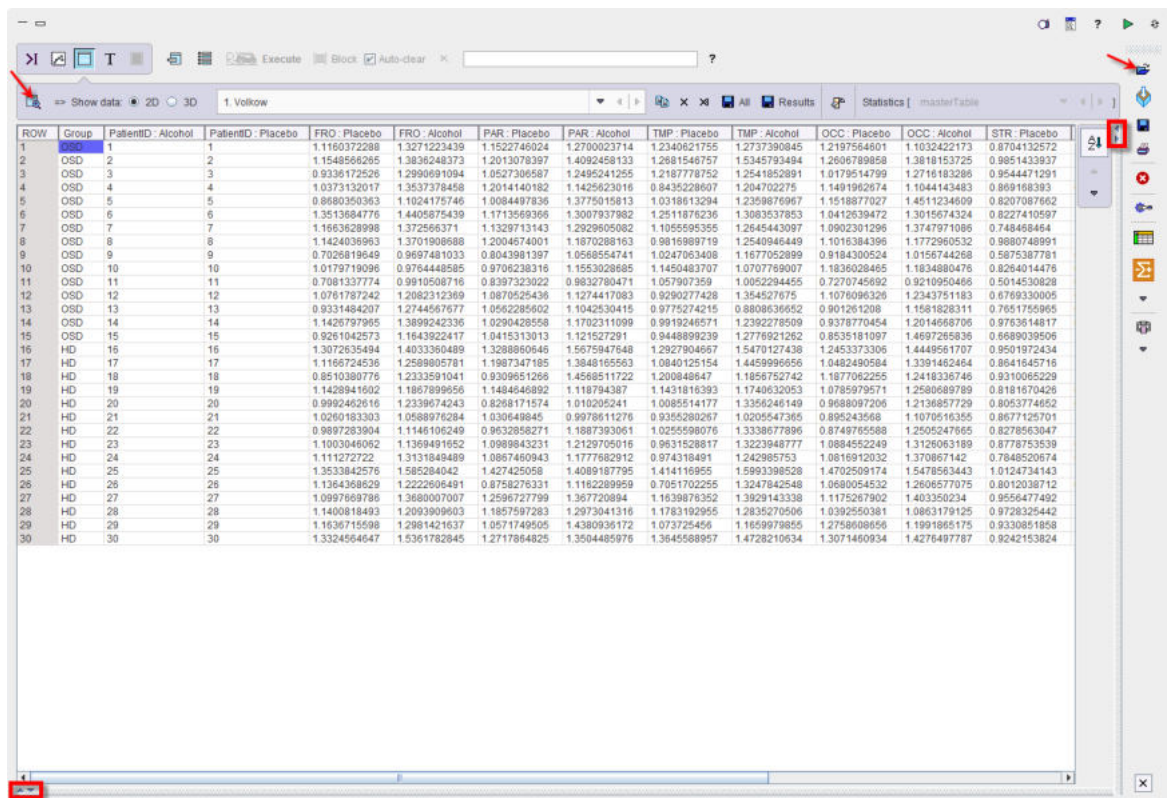 ?
T Execute Block Auto-clear × ?
=> Show data: 2D 3D 1. Volkow All Results Statistics [ masterTable ]
ROW Group PatientID : Alcohol PatientID : Placebo FRO : Placebo FRO : Alcohol PAR : Placebo PAR : Alcohol TMP : Placebo TMP : Alcohol OCC : Placebo OCC : Alcohol STR : Placebo
1 OSD 1 1 1.1160372288 1.3271223439 1.1522746024 1.2700023714 1.2340621755 1.2737390845 1.2197564601 1.1032422173 0.8704132572
2 OSD 2 2 1.1548566265 1.3836248373 1.2013078397 1.4092458133 1.2681546757 1.5345793494 1.2606789858 1.3818153725 0.9851433937
3 OSD 3 3 0.9336172526 1.2990691094 1.0527306587 1.2495241255 1.2187778752 1.2541852891 1.0179514799 1.2716183286 0.9544471291
4 OSD 4 4 1.0373132017 1.3537378458 1.2014140182 1.1425623016 0.8435228607 1.204702275 1.1491962674 1.1044143483 0.869168393
5 OSD 5 5 0.8680350363 1.1024175746 1.0084497836 1.3775015813 1.0318613294 1.2359876967 1.1518877027 1.4511234609 0.8207087662
6 OSD 6 6 1.3513684776 1.4405875439 1.1713569366 1.3007937982 1.2511876236 1.3083537853 1.0412639472 1.3015674324 0.8227410597
7 OSD 7 7 1.1663628998 1.372566371 1.1329713143 1.2929605082 1.1055595355 1.2645443097 1.0902301296 1.3747971086 0.748468464
8 OSD 8 8 1.1424036963 1.3701908688 1.2004674001 1.1870288163 0.9816989719 1.2540946449 1.1016384396 1.1772960532 0.9880748991
9 OSD 9 9 0.7026819649 0.9697481033 0.8043981397 1.0568554741 1.0247063408 1.1677052899 0.9184300524 1.0156744268 0.5875387781
10 OSD 10 10 1.0179719096 0.9764448585 0.9706238316 1.1553028685 1.1450483707 1.0707769007 1.1836028465 1.1834880476 0.8264014476
11 OSD 11 11 0.7081337774 0.9910508716 0.8397323022 0.9832780471 1.057907359 1.0052294455 0.7270745692 0.9210950466 0.5014530828
12 OSD 12 12 1.0761787242 1.2082312369 1.0870525436 1.1274417083 0.9290277428 1.354527675 1.1076096326 1.2343751183 0.6769330005
13 OSD 13 13 0.9331484207 1.2744567677 1.0562285602 1.1042530415 0.9775274215 0.8808636652 0.901261208 1.1581828311 0.7651755965
14 OSD 14 14 1.1426797965 1.3899242336 1.0290428558 1.1702311099 0.9919246571 1.2392278509 0.9378770454 1.2014668706 0.9763614817
15 OSD 15 15 0.9261042573 1.1643922417 1.0415313013 1.121527291 0.9448899239 1.2776921262 0.8535181097 1.4697265836 0.6689039506
16 HD 16 16 1.3072635494 1.4033360489 1.3288860646 1.5675947648 1.2927904667 1.5470127438 1.2453373306 1.4449561707 0.9501972434
17 HD 17 17 1.1166724536 1.2589805781 1.1987347185 1.3848165563 1.0840125154 1.4459996656 1.0482490584 1.3391462464 0.8641645716
18 HD 18 18 0.8510380776 1.2333591041 0.9309651266 1.4568511722 1.200848647 1.1856752742 1.1877062255 1.2418336746 0.9310065229
19 HD 19 19 1.1428941602 1.1867899656 1.1484646892 1.118794387 1.1431816393 1.1740632053 1.0785979571 1.2580689789 0.8181670426
20 HD 20 20 0.9992462616 1.2339674243 0.8268171574 1.010205241 1.0085514177 1.3356246149 0.9688097206 1.2136857729 0.8053774652
21 HD 21 21 1.0260183303 1.0588976284 1.030649845 0.9978611276 0.9355280267 1.0205547365 0.895243568 1.1070516355 0.8677125701
22 HD 22 22 0.9897283904 1.1146106249 0.9632858271 1.1887393061 1.0255598076 1.3338677896 0.8749765588 1.2505247665 0.8278563047
23 HD 23 23 1.1003046062 1.1369491652 1.0989843231 1.2129705016 0.9631528817 1.3223948777 1.0884552249 1.3126063189 0.8778753539
24 HD 24 24 1.111272722 1.3131849489 1.0867460943 1.1777682912 0.974318491 1.242985753 1.0816912032 1.370867142 0.7848520674
25 HD 25 25 1.3533842576 1.585284042 1.427425058 1.4089187795 1.414116955 1.5993398528 1.4702509174 1.5478563443 1.0124734143
26 HD 26 26 1.1364368629 1.2222606491 0.8758276331 1.1162289959 0.7051702255 1.3247842548 1.0680054532 1.2606577075 0.8012038712
27 HD 27 27 1.0997669786 1.3680007007 1.2596727799 1.367720894 1.1639876352 1.3929143338 1.1175267902 1.403350234 0.9556477492
28 HD 28 28 1.1400818493 1.2093909603 1.1857597283 1.2973041316 1.1783192955 1.2835270506 1.0392550381 1.0863179125 0.9728325442
29 HD 29 29 1.1636715598 1.2981421637 1.0571749505 1.4380936172 1.073725456 1.1659979855 1.2758608656 1.1991865175 0.9330851858
30 HD 30 30 1.3324564647 1.5361782845 1.2717864825 1.3504485976 1.3645588957 1.4728210634 1.3071460934 1.4276497787 0.9242153824